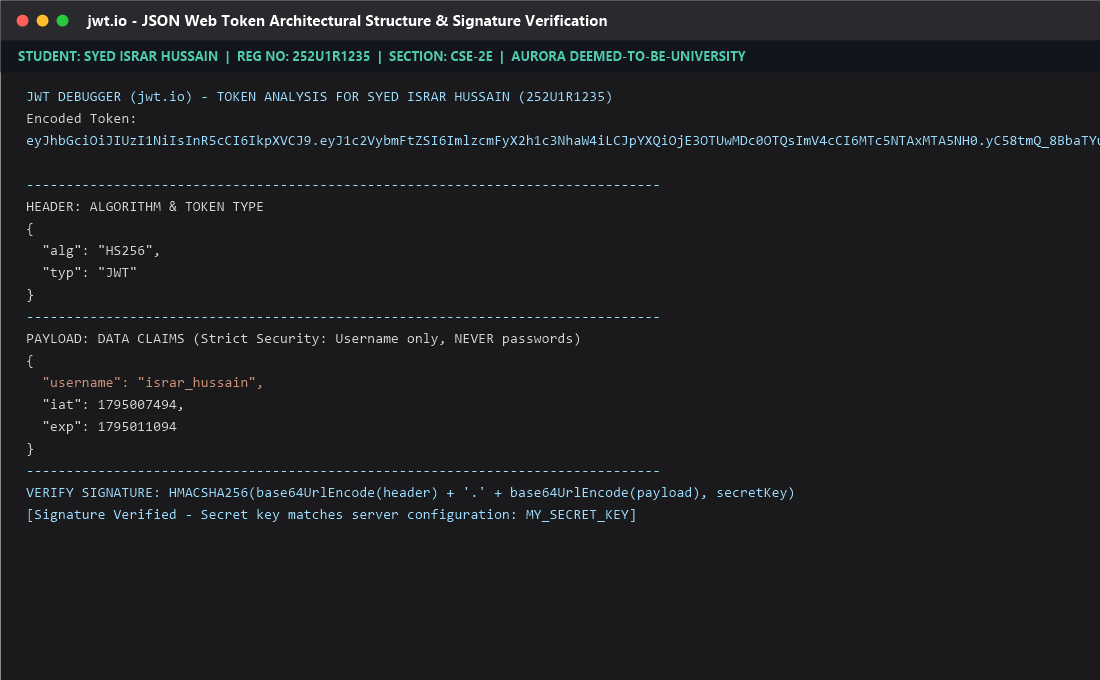 jwt.io - JSON Web Token Architectural Structure & Signature Verification
STUDENT: SYED ISRAR HUSSAIN | REG NO: 252U1R1235 | SECTION: CSE-2E | AURORA DEEMED-TO-BE-UNIVERSITY
JWT DEBUGGER (jwt.io) - TOKEN ANALYSIS FOR SYED ISRAR HUSSAIN (252U1R1235)
Encoded Token:
eyJhbGciOiJIUzI1NiIsInR5cCI6IkpXVCJ9.eyJ1c2VybmFtZSI6ImlzcmFyX2h1c3NhaW4iLCJpYXQiOjE3OTUwMDc0OTQsImV4cCI6MTc5NTAxMTA5NH0.yC58tmQ_8BbaTYu
--------------------------------------------------------------------------------
HEADER: ALGORITHM & TOKEN TYPE
{
"alg": "HS256",
"typ": "JWT"
}
--------------------------------------------------------------------------------
PAYLOAD: DATA CLAIMS (Strict Security: Username only, NEVER passwords)
{
"username": "israr_hussain",
"iat": 1795007494,
"exp": 1795011094
}
--------------------------------------------------------------------------------
VERIFY SIGNATURE: HMACSHA256(base64UrlEncode(header) + '.' + base64UrlEncode(payload), secretKey)
[Signature Verified - Secret key matches server configuration: MY_SECRET_KEY]